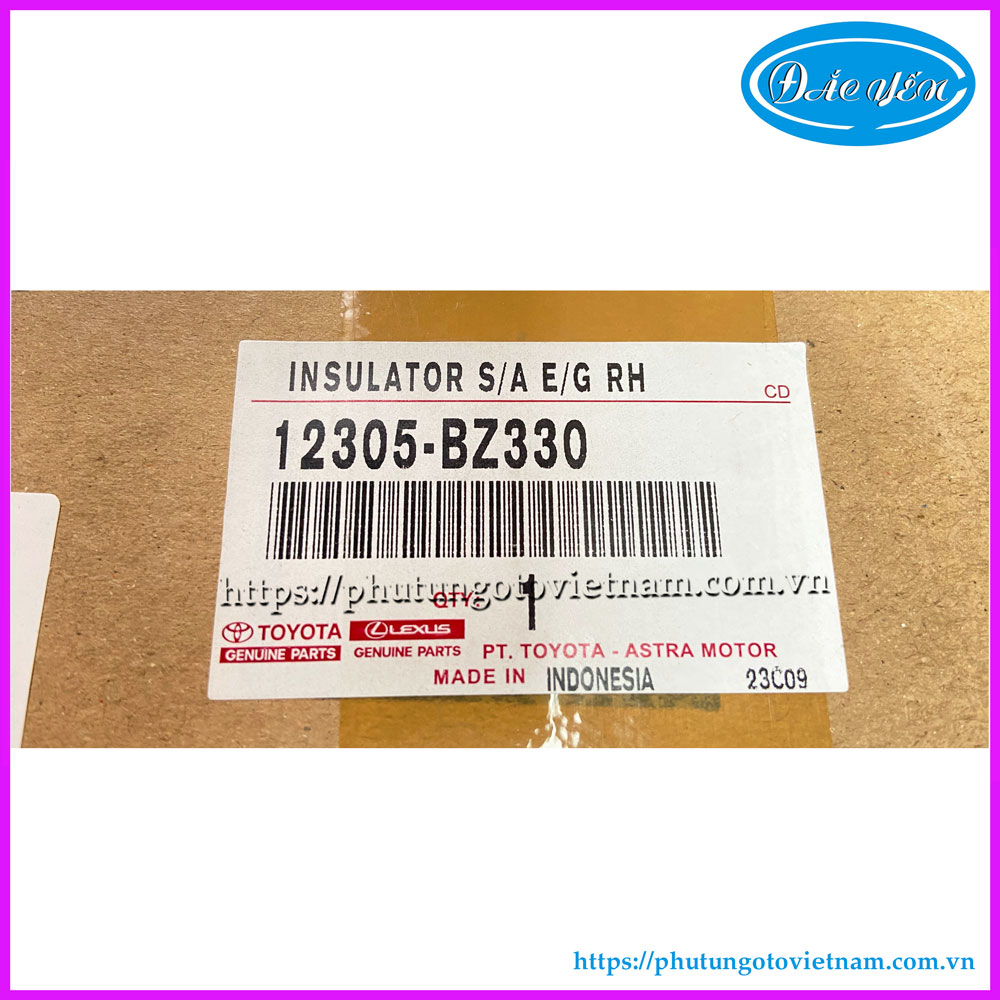 ĐẮC YẾN
INSULATOR S/A E/G RH
CD
12305-BZ330
https://phutungotovietnam.com.vn
QTY. 1
TOYOTA LEXUS
GENUINE PARTS GENUINE PARTS PT. TOYOTA - ASTRA MOTOR
MADE IN INDONESIA 23C09
https://phutungotovietnam.com.vn